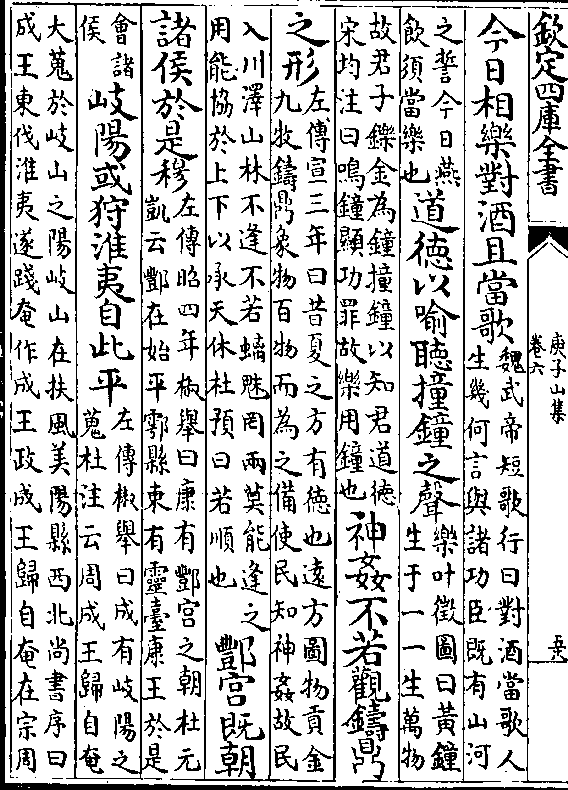 欽定四庫全書
庚子山集
卷六
今日相樂對酒且當歌
魏武帝短歌行曰對酒當歌人
生幾何言與諸功臣既有山河
之誓今日燕
飲須當樂也
道德以喻聽撞鐘之聲
樂叶徵圖曰黃鐘
生于一一生萬物
故君子鑠金為鐘撞鐘以知君道德
宋均注曰鳴鐘顯功罪故樂用鐘也
神姦不若觀鑄鼎
之形
左傳宣三年曰昔夏之方有徳也遠方圖物貢金
九牧鑄鼎象物百物而為之備使民知神姦故民
入川澤山林不逢不若螭魅罔兩莫能逢之
用能協於上下以承天休杜預曰若順也
酆宫既朝
諸侯於是穆
左傳昭四年椒舉曰康有酆宫之朝杜元
凱云酆在始平鄠縣東有靈臺康王於是
會諸
侯
岐陽或狩淮夷自此平
左傳椒舉曰成有岐陽之
蒐杜注云周成王歸自奄
大蒐於岐山之陽岐山在扶風美陽縣西北尚書序曰
成王東伐淮夷遂踐奄作成王政成王歸自奄在宗周